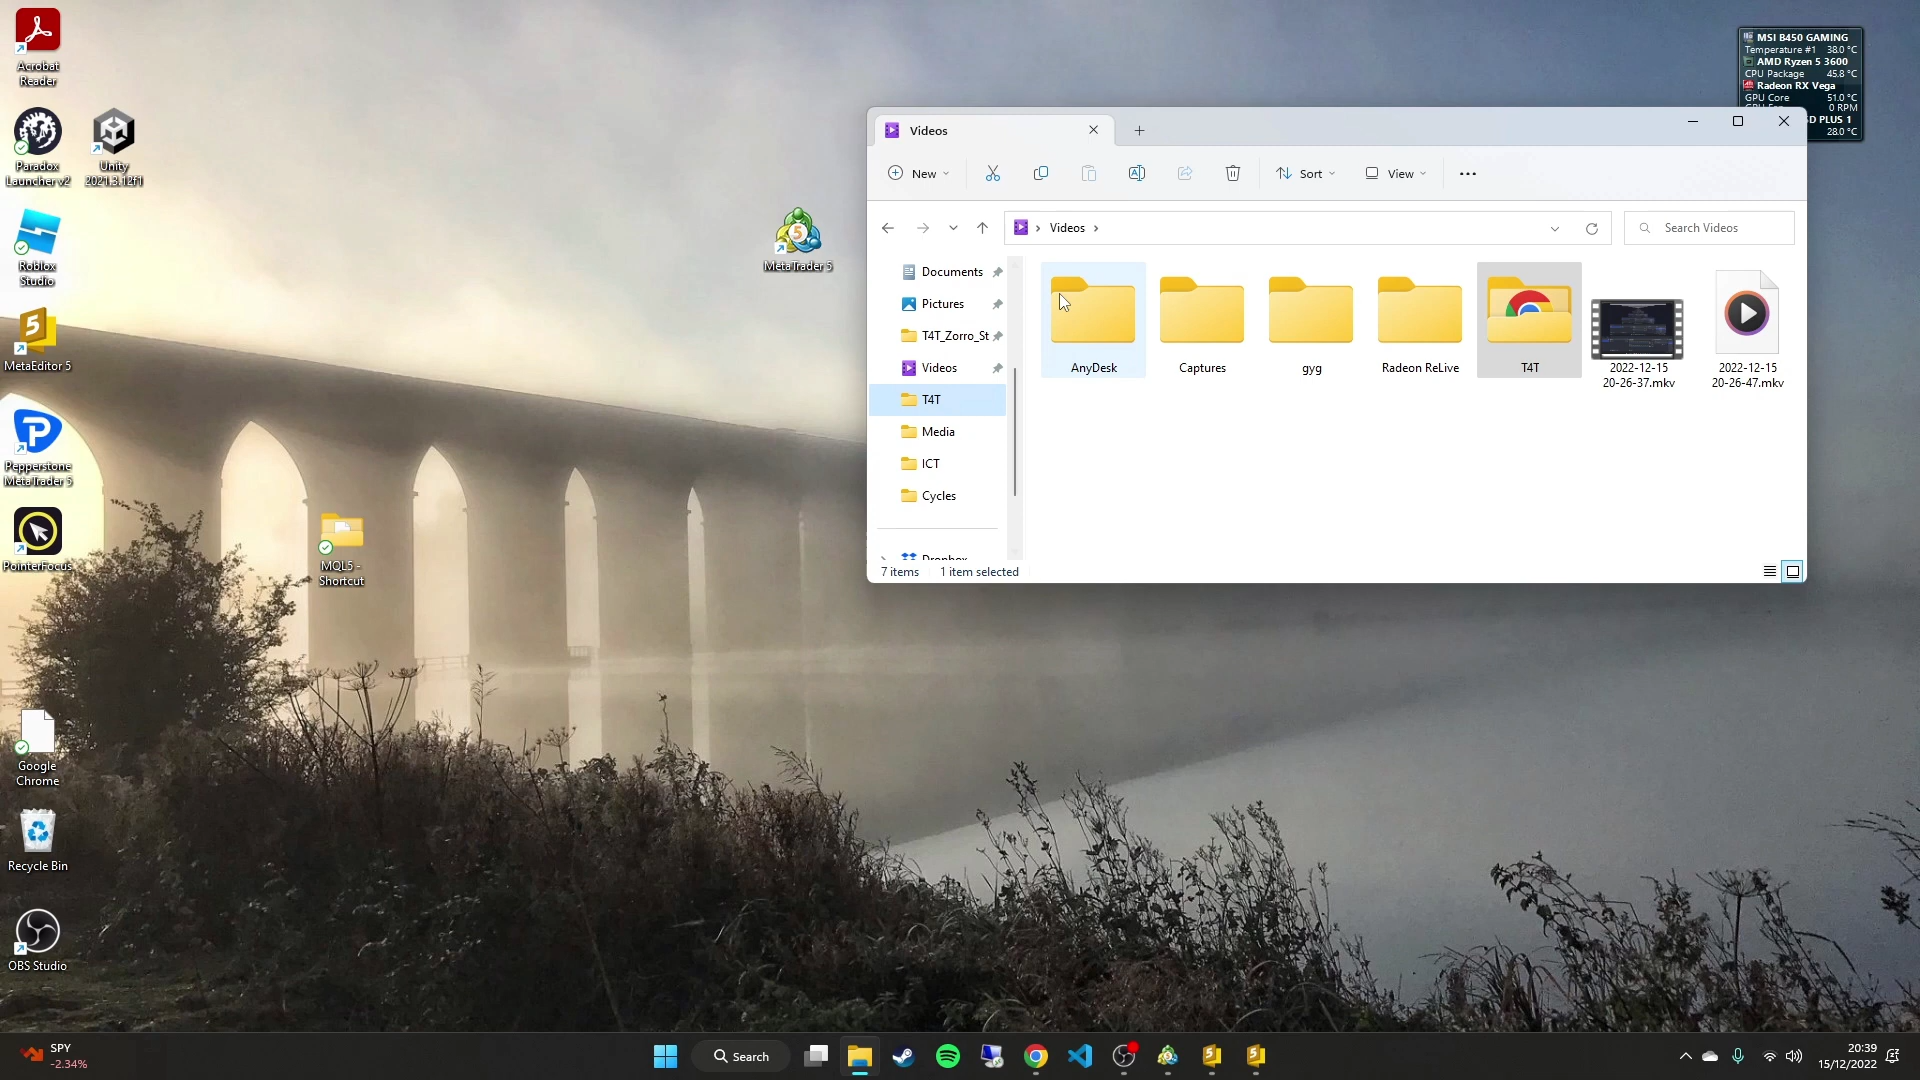 Acrobat
Reader
Paradox
Launcher v2
Unity
2021.3.12f1
Roblox
Studio
MetaEditor 5
Pepperstone
MetaTrader 5
PointerFocus
MetaTrader 5
MQL5 -
Shortcut
Google
Chrome
Recycle Bin
OBS Studio
MSI B450 GAMING
Temperature #1 38.0 °C
AMD Ryzen 5 3600
CPU Package 45.8 °C
Radeon RX Vega
GPU Core 51.0 °C
GPU Fan 0 RPM
D PLUS 1
28.0 °C
Videos
New
Sort
View
Videos
Search Videos
Documents
Pictures
T4T_Zorro_St
Videos
T4T
Media
ICT
Cycles
Dropbox
AnyDesk
Captures
gyg
Radeon ReLive
T4T
2022-12-15
20-26-37.mkv
2022-12-15
20-26-47.mkv
7 items 1 item selected
SPY
-2.34%
Search
20:39
15/12/2022